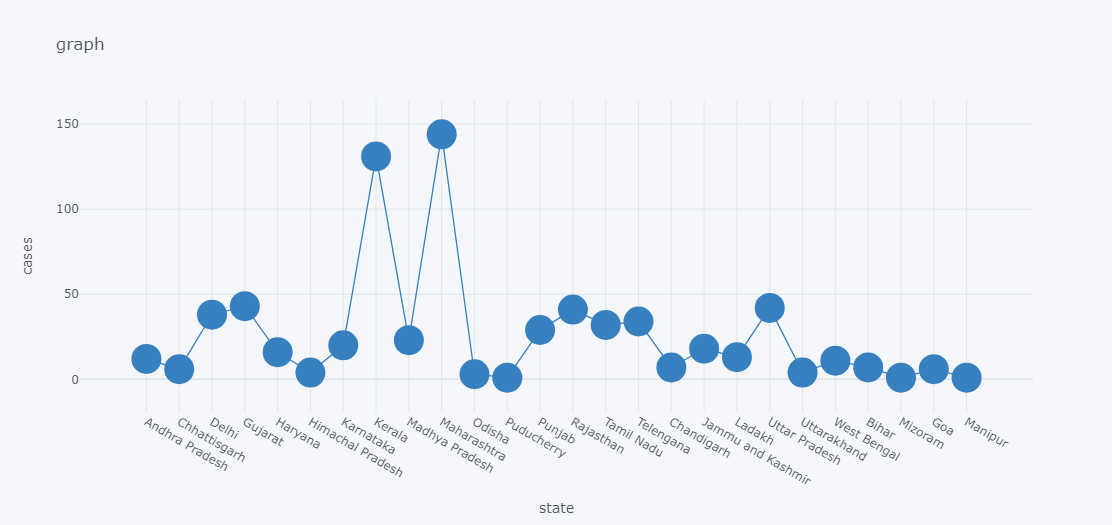 graph
150
100
50
0
cases
Andhra Pradesh
Chhattisgarh
Delhi
Gujarat
Haryana
Himachal Pradesh
Karnataka
Kerala
Madhya Pradesh
Maharashtra
Odisha
Puducherry
Punjab
Rajasthan
Tamil Nadu
Telengana
Chandigarh
Jammu and Kashmir
Ladakh
Uttar Pradesh
Uttarakhand
West Bengal
Bihar
Mizoram
Goa
Manipur
state